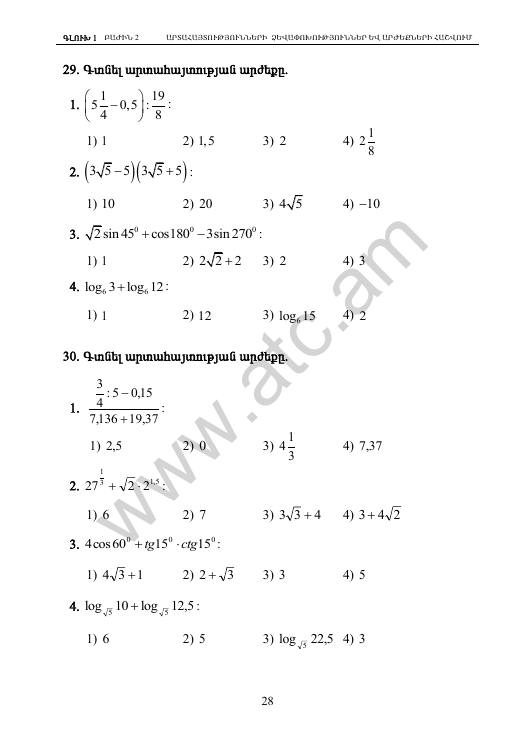 ԳԼՈՒԽ 1 ԲԱԺԻՆ 2 ԱՐՏԱՀԱՅՏՈՒԹՅՈՒՆՆԵՐԻ ՁԵՎԱՓՈԽՈՒԹՅՈՒՆՆԵՐ ԵՎ ԱՐԺԵՔՆԵՐԻ ՀԱՇՎՈՒՄ
29. Գտնել արտահայտության արժեքը.
1. (5 1/4 − 0,5) : 19/8 :
1) 1 2) 1,5 3) 2 4) 2 1/8
2. (3√5 − 5)(3√5 + 5) :
1) 10 2) 20 3) 4√5 4) −10
3. √2 sin 45⁰ + cos180⁰ − 3sin 270⁰ :
1) 1 2) 2√2 + 2 3) 2 4) 3
4. log₆ 3 + log₆ 12 :
1) 1 2) 12 3) log₆ 15 4) 2
30. Գտնել արտահայտության արժեքը.
1. (3/4 : 5 − 0,15)/(7,136 + 19,37) :
1) 2,5 2) 0 3) 4 1/3 4) 7,37
2. 27^(1/3) + √2 · 2^(1,5) :
1) 6 2) 7 3) 3√3 + 4 4) 3 + 4√2
3. 4cos 60⁰ + tg15⁰ · ctg15⁰ :
1) 4√3 + 1 2) 2 + √3 3) 3 4) 5
4. log_√5 10 + log_√5 12,5 :
1) 6 2) 5 3) log_√5 22,5 4) 3
28
www.atc.am